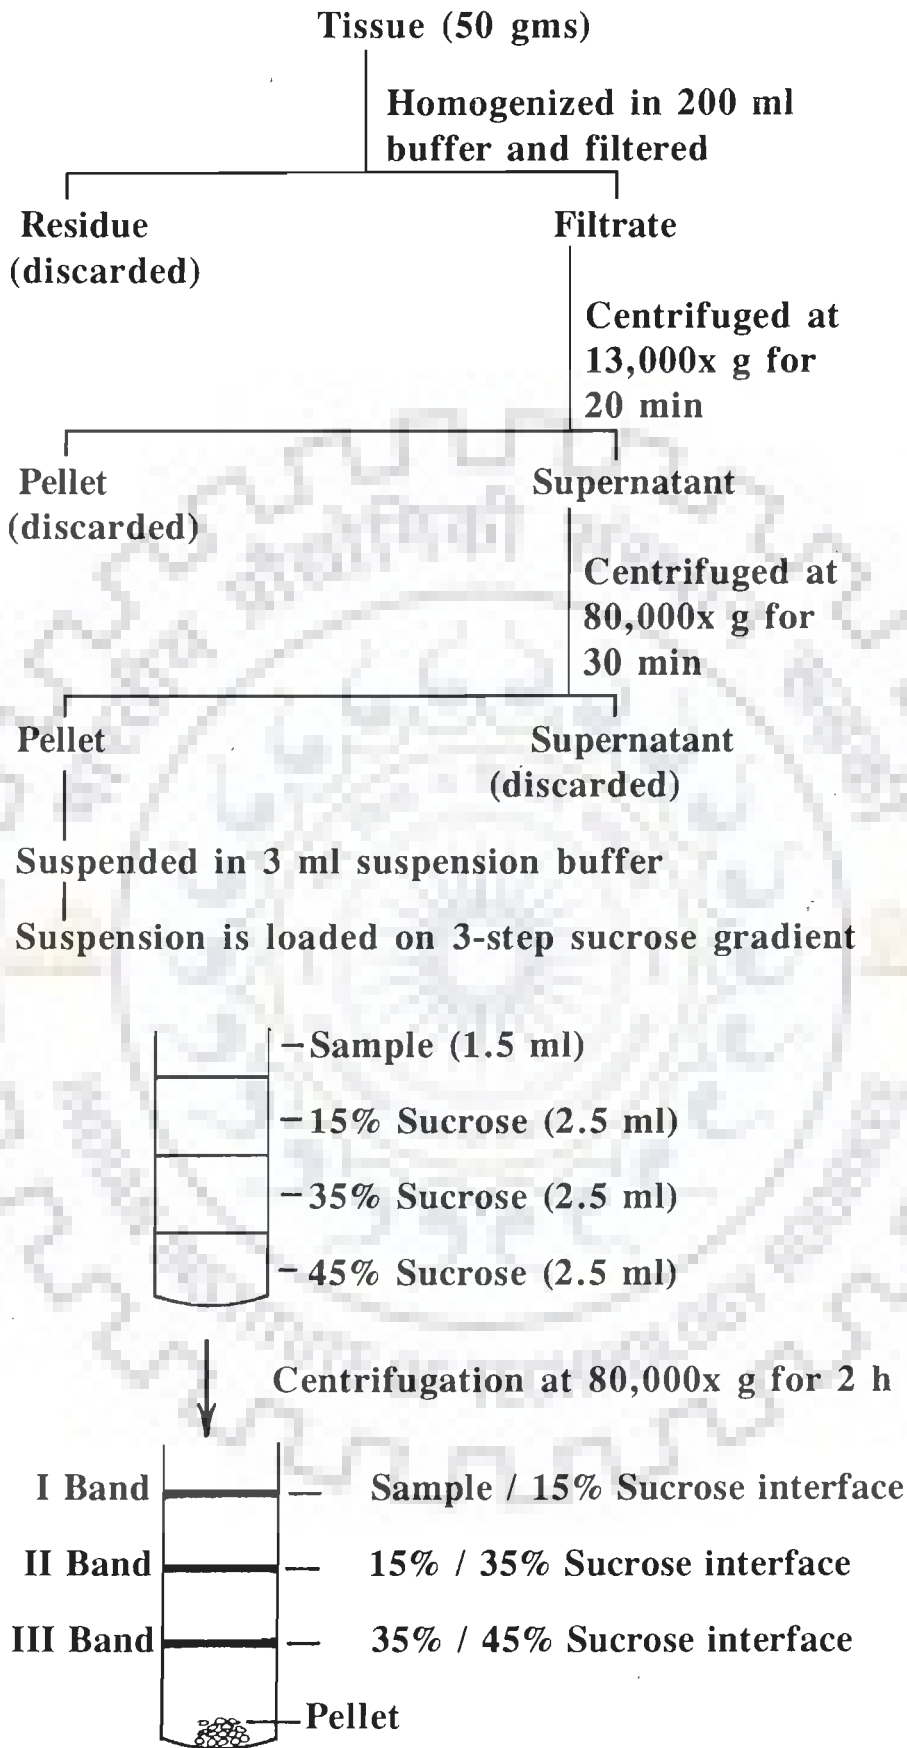 Tissue (50 gms)
Homogenized in 200 ml
buffer and filtered
Residue
(discarded)
Filtrate
Centrifuged at
13,000x g for
20 min
Pellet
(discarded)
Supernatant
Centrifuged at
80,000x g for
30 min
Pellet
Supernatant
(discarded)
Suspended in 3 ml suspension buffer
Suspension is loaded on 3-step sucrose gradient
Sample (1.5 ml)
15% Sucrose (2.5 ml)
35% Sucrose (2.5 ml)
45% Sucrose (2.5 ml)
Centrifugation at 80,000x g for 2 h
I Band
Sample / 15% Sucrose interface
II Band
15% / 35% Sucrose interface
III Band
35% / 45% Sucrose interface
Pellet